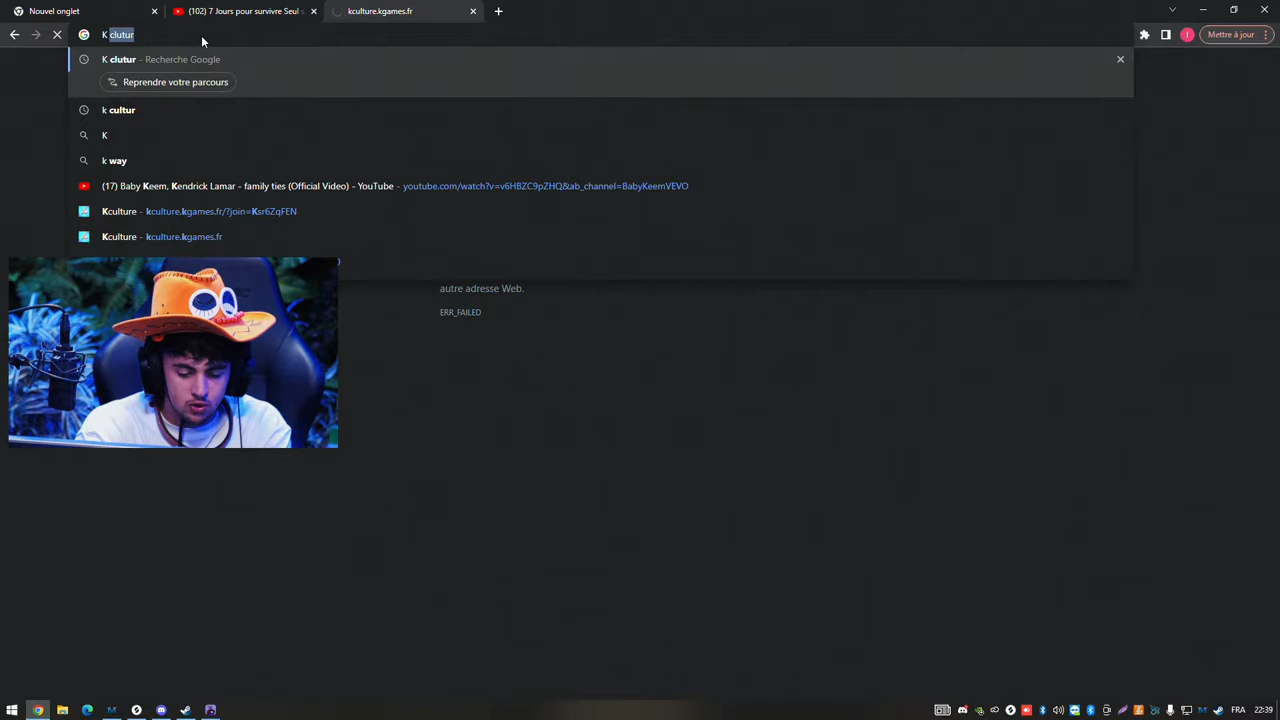 Nouvel onglet
(102) 7 Jours pour survivre Seul s
kculture.kgames.fr
K clutur
Mettre à jour
K clutur - Recherche Google
Reprendre votre parcours
k cultur
K
k way
(17) Baby Keem, Kendrick Lamar - family ties (Official Video) - YouTube - youtube.com/watch?v=v6HBZC9pZHQ&ab_channel=BabyKeemVEVO
Kculture - kculture.kgames.fr/?join=Ksr6ZqFEN
Kculture - kculture.kgames.fr
autre adresse Web.
ERR_FAILED
FRA
22:39